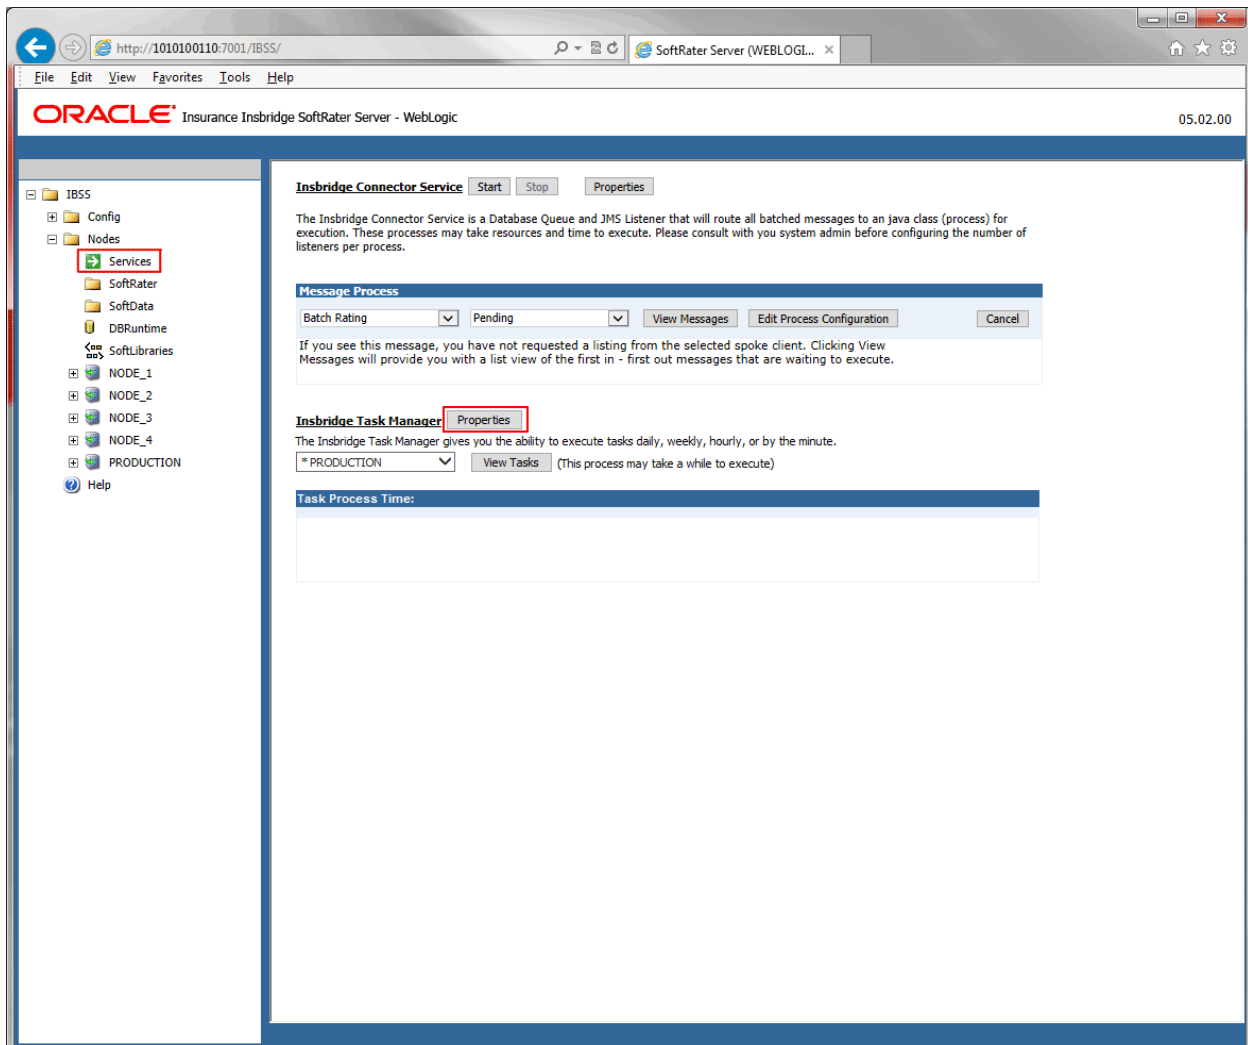 http://1010100110:7001/IBSS/
SoftRater Server (WEBLOGI...
File Edit View Favorites Tools Help
ORACLE Insurance Insbridge SoftRater Server - WebLogic
05.02.00
IBSS
Config
Nodes
Services
SoftRater
SoftData
DBRuntime
SoftLibraries
NODE_1
NODE_2
NODE_3
NODE_4
PRODUCTION
Help
Insbridge Connector Service Start Stop Properties
The Insbridge Connector Service is a Database Queue and JMS Listener that will route all batched messages to an java class (process) for
execution. These processes may take resources and time to execute. Please consult with you system admin before configuring the number of
listeners per process.
Message Process
Batch Rating Pending View Messages Edit Process Configuration Cancel
If you see this message, you have not requested a listing from the selected spoke client. Clicking View
Messages will provide you with a list view of the first in - first out messages that are waiting to execute.
Insbridge Task Manager Properties
The Insbridge Task Manager gives you the ability to execute tasks daily, weekly, hourly, or by the minute.
* PRODUCTION View Tasks (This process may take a while to execute)
Task Process Time: